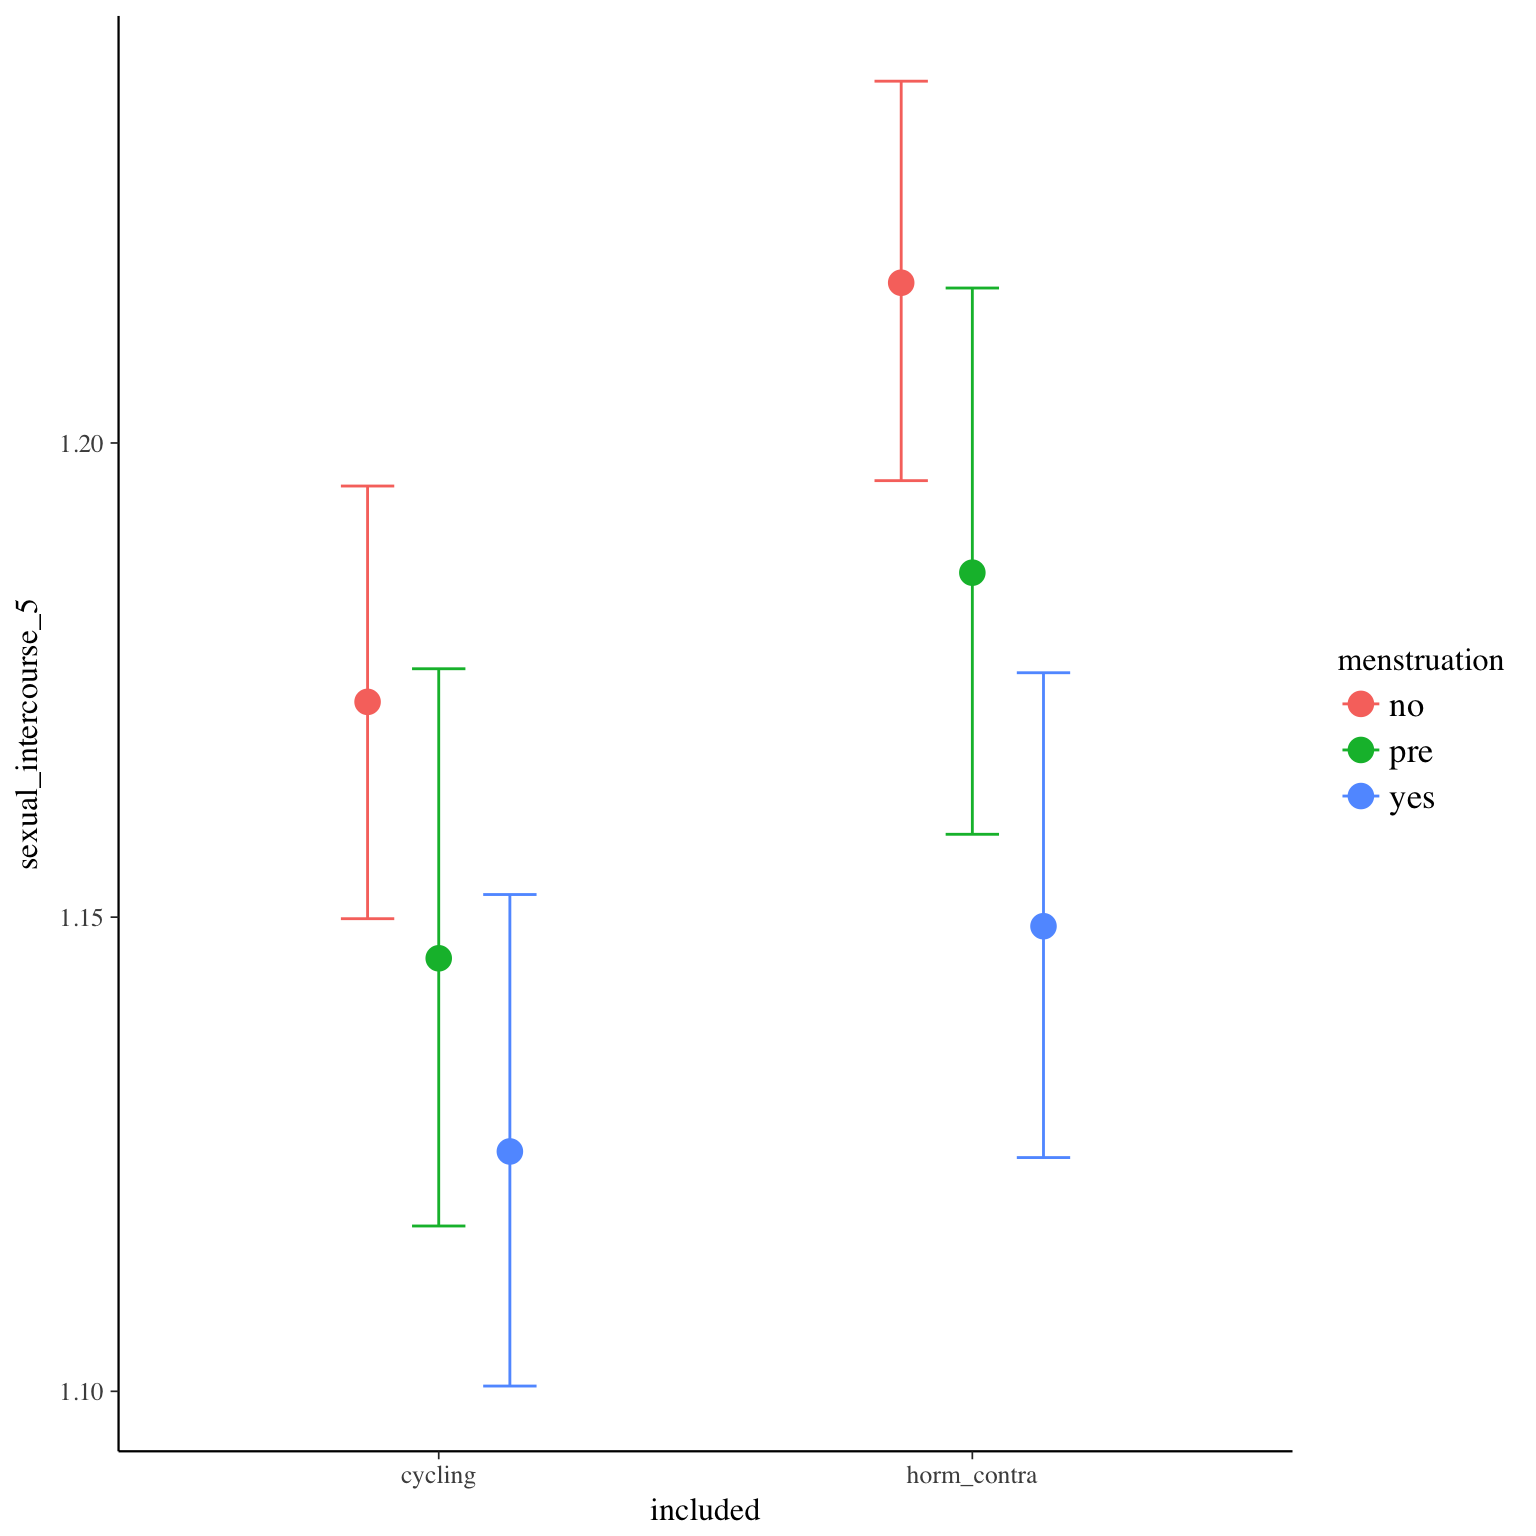 1.20
1.15
1.10
sexual_intercourse_5
cycling
horm_contra
included
menstruation
no
pre
yes